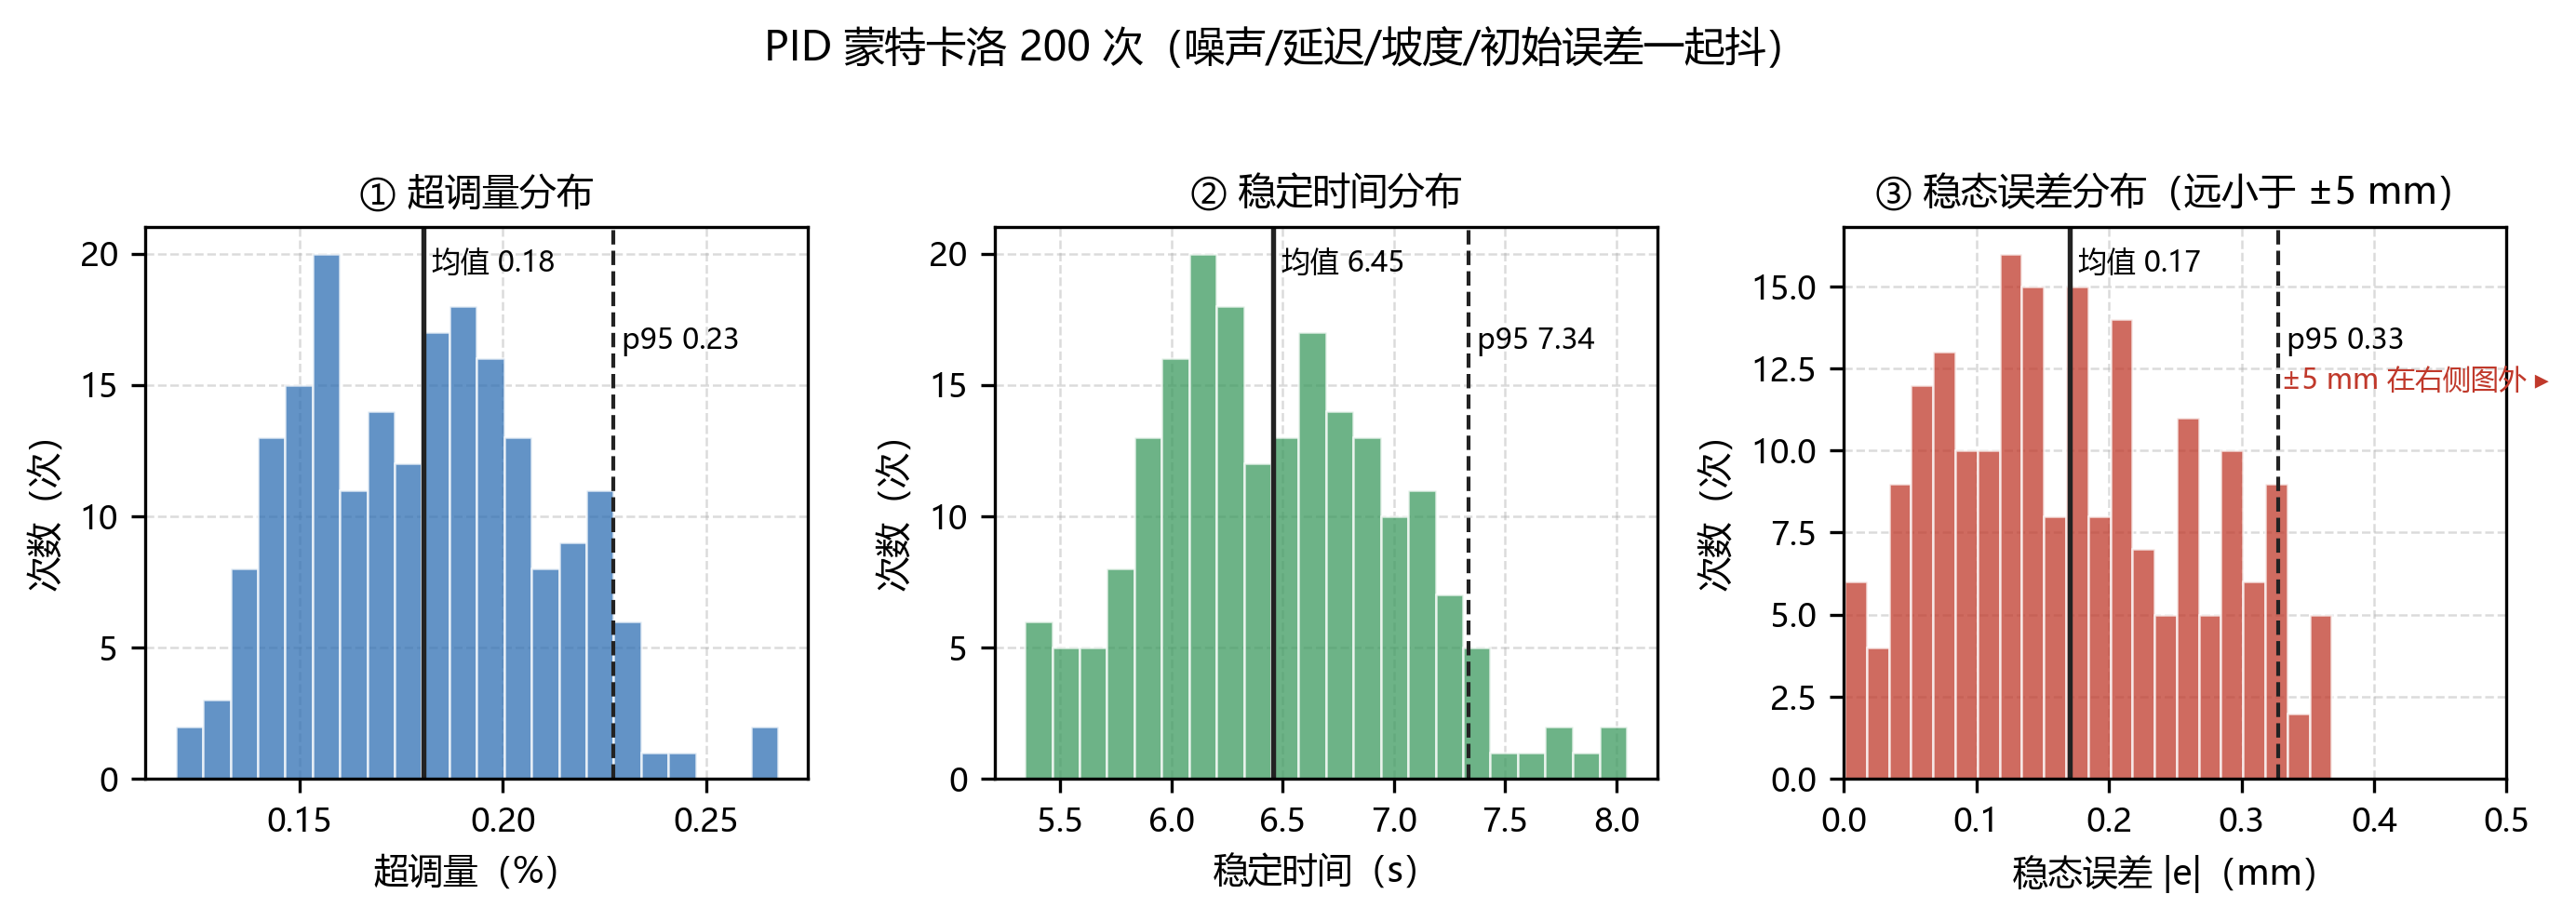 PID 蒙特卡洛 200 次（噪声/延迟/坡度/初始误差一起抖）
① 超调量分布
20
15
10
5
0
次数（次）
均值 0.18
p95 0.23
0.15
0.20
0.25
超调量（%）
② 稳定时间分布
20
15
10
5
0
次数（次）
均值 6.45
p95 7.34
5.5
6.0
6.5
7.0
7.5
8.0
稳定时间（s）
③ 稳态误差分布（远小于 ±5 mm）
15.0
12.5
10.0
7.5
5.0
2.5
0.0
次数（次）
均值 0.17
p95 0.33
±5 mm 在右侧图外 ▸
0.0
0.1
0.2
0.3
0.4
0.5
稳态误差 |e|（mm）